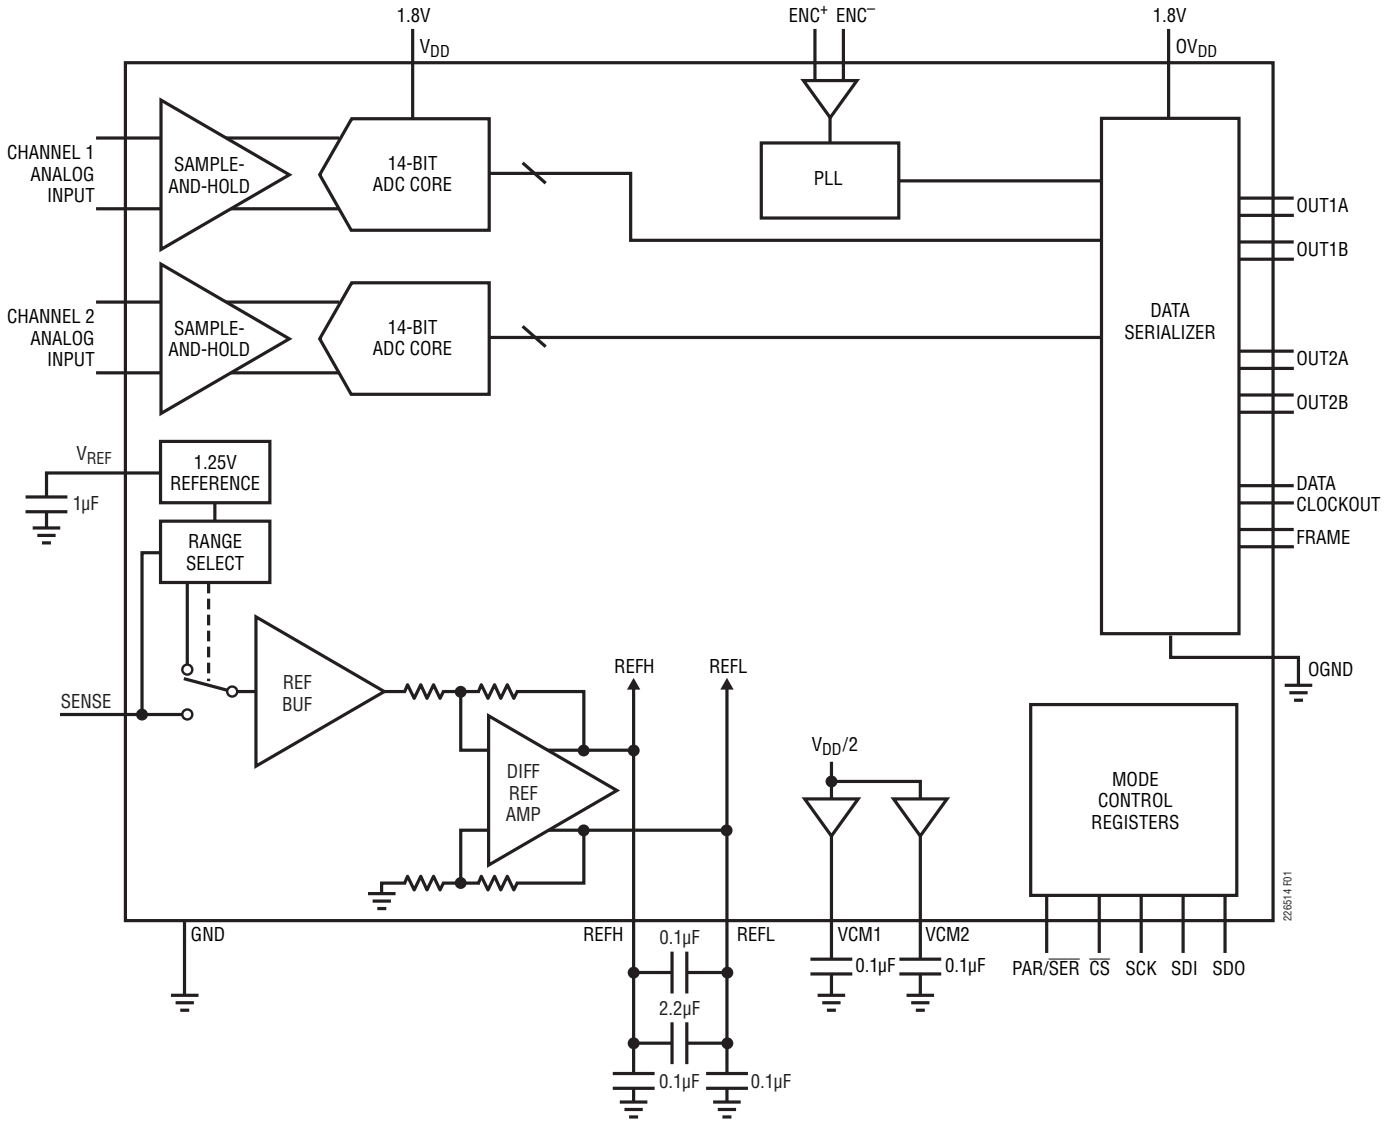 1.8V
ENC⁺ ENC⁻
1.8V
VDD
OVDD
CHANNEL 1
ANALOG
INPUT
SAMPLE-
AND-HOLD
14-BIT
ADC CORE
PLL
OUT1A
OUT1B
CHANNEL 2
ANALOG
INPUT
SAMPLE-
AND-HOLD
14-BIT
ADC CORE
DATA
SERIALIZER
OUT2A
OUT2B
VREF
1.25V
REFERENCE
1µF
DATA
CLOCKOUT
FRAME
RANGE
SELECT
REF
BUF
SENSE
REFH
REFL
OGND
DIFF
REF
AMP
VDD/2
MODE
CONTROL
REGISTERS
226514 F01
GND
REFH
0.1µF
REFL
VCM1
VCM2
0.1µF
0.1µF
PAR/S̅E̅R̅
C̅S̅
SCK
SDI
SDO
2.2µF
0.1µF
0.1µF